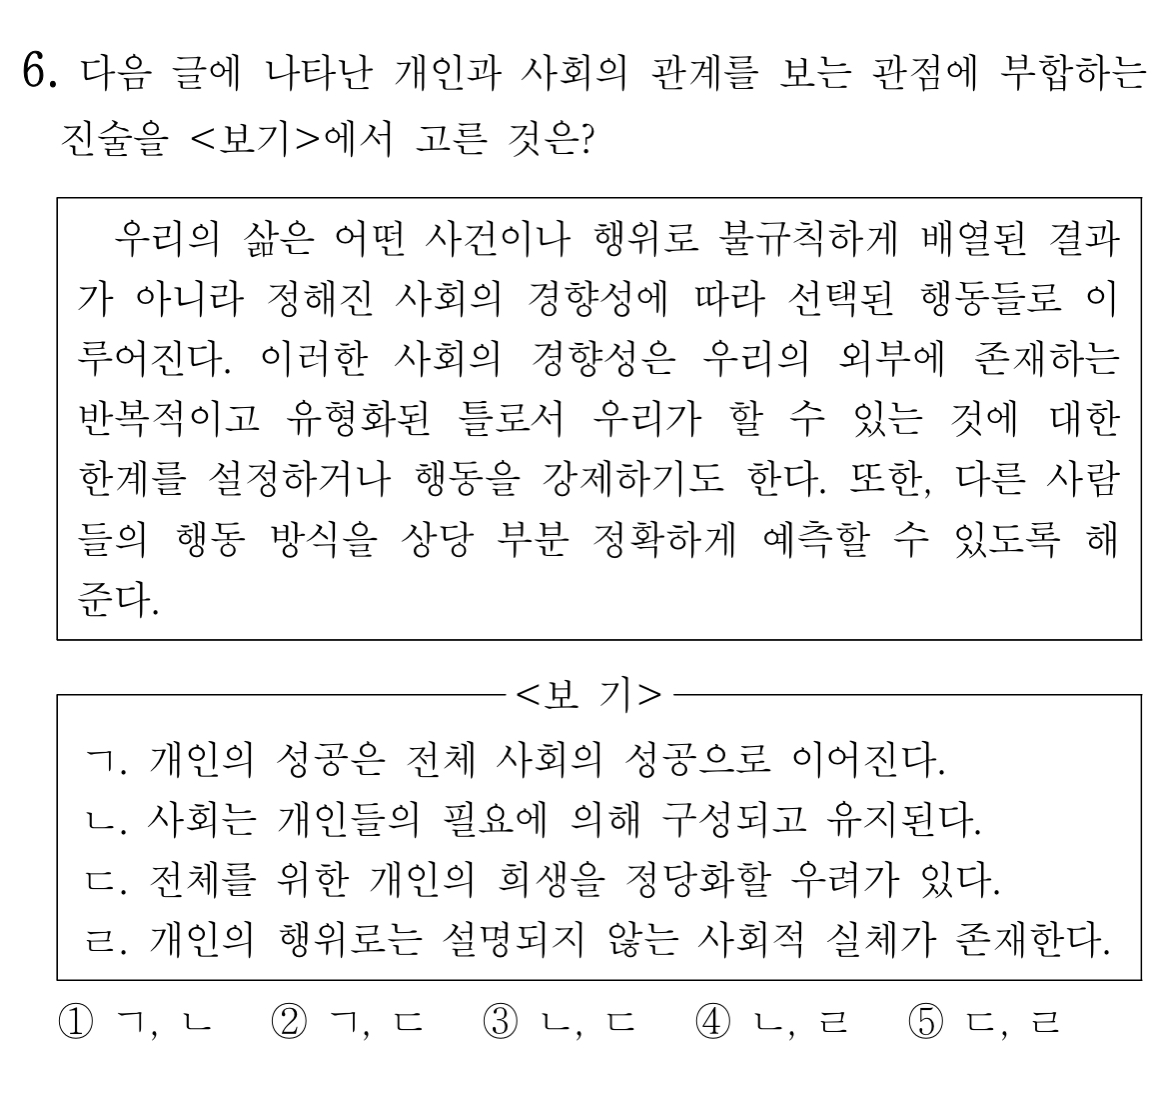 6. 다음 글에 나타난 개인과 사회의 관계를 보는 관점에 부합하는
진술을 <보기>에서 고른 것은?
우리의 삶은 어떤 사건이나 행위로 불규칙하게 배열된 결과
가 아니라 정해진 사회의 경향성에 따라 선택된 행동들로 이
루어진다. 이러한 사회의 경향성은 우리의 외부에 존재하는
반복적이고 유형화된 틀로서 우리가 할 수 있는 것에 대한
한계를 설정하거나 행동을 강제하기도 한다. 또한, 다른 사람
들의 행동 방식을 상당 부분 정확하게 예측할 수 있도록 해
준다.
<보 기>
ㄱ. 개인의 성공은 전체 사회의 성공으로 이어진다.
ㄴ. 사회는 개인들의 필요에 의해 구성되고 유지된다.
ㄷ. 전체를 위한 개인의 희생을 정당화할 우려가 있다.
ㄹ. 개인의 행위로는 설명되지 않는 사회적 실체가 존재한다.
① ㄱ, ㄴ ② ㄱ, ㄷ ③ ㄴ, ㄷ ④ ㄴ, ㄹ ⑤ ㄷ, ㄹ